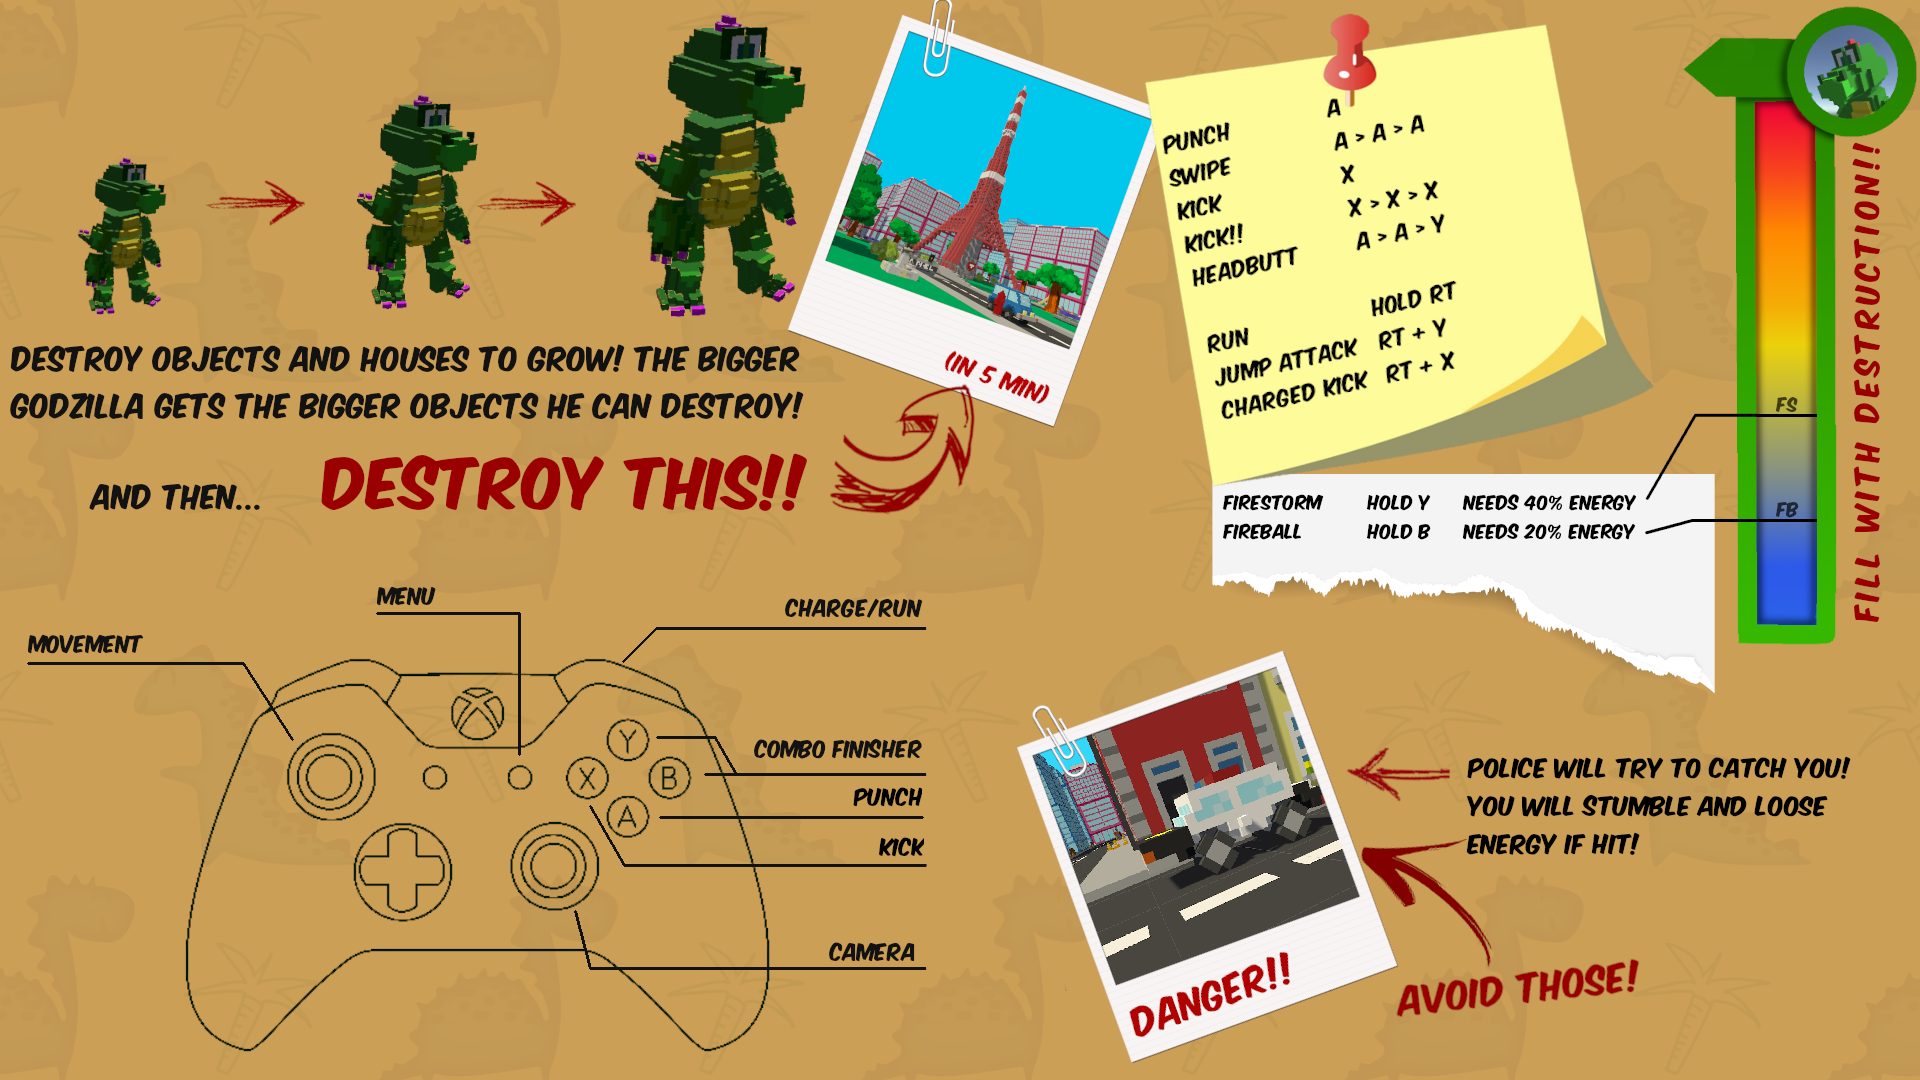 DESTROY OBJECTS AND HOUSES TO GROW! THE BIGGER
GODZILLA GETS THE BIGGER OBJECTS HE CAN DESTROY!
AND THEN... DESTROY THIS!!
(IN 5 MIN)
PUNCH A
SWIPE A > A > A
KICK X
KICK!! X > X > X
HEADBUTT A > A > Y
RUN HOLD RT
JUMP ATTACK RT + Y
CHARGED KICK RT + X
FIRESTORM HOLD Y NEEDS 40% ENERGY
FIREBALL HOLD B NEEDS 20% ENERGY
FS
FB
FILL WITH DESTRUCTION!!
MENU
CHARGE/RUN
MOVEMENT
Y
X
B
A
COMBO FINISHER
PUNCH
KICK
CAMERA
POLICE WILL TRY TO CATCH YOU!
YOU WILL STUMBLE AND LOOSE
ENERGY IF HIT!
DANGER!!
AVOID THOSE!